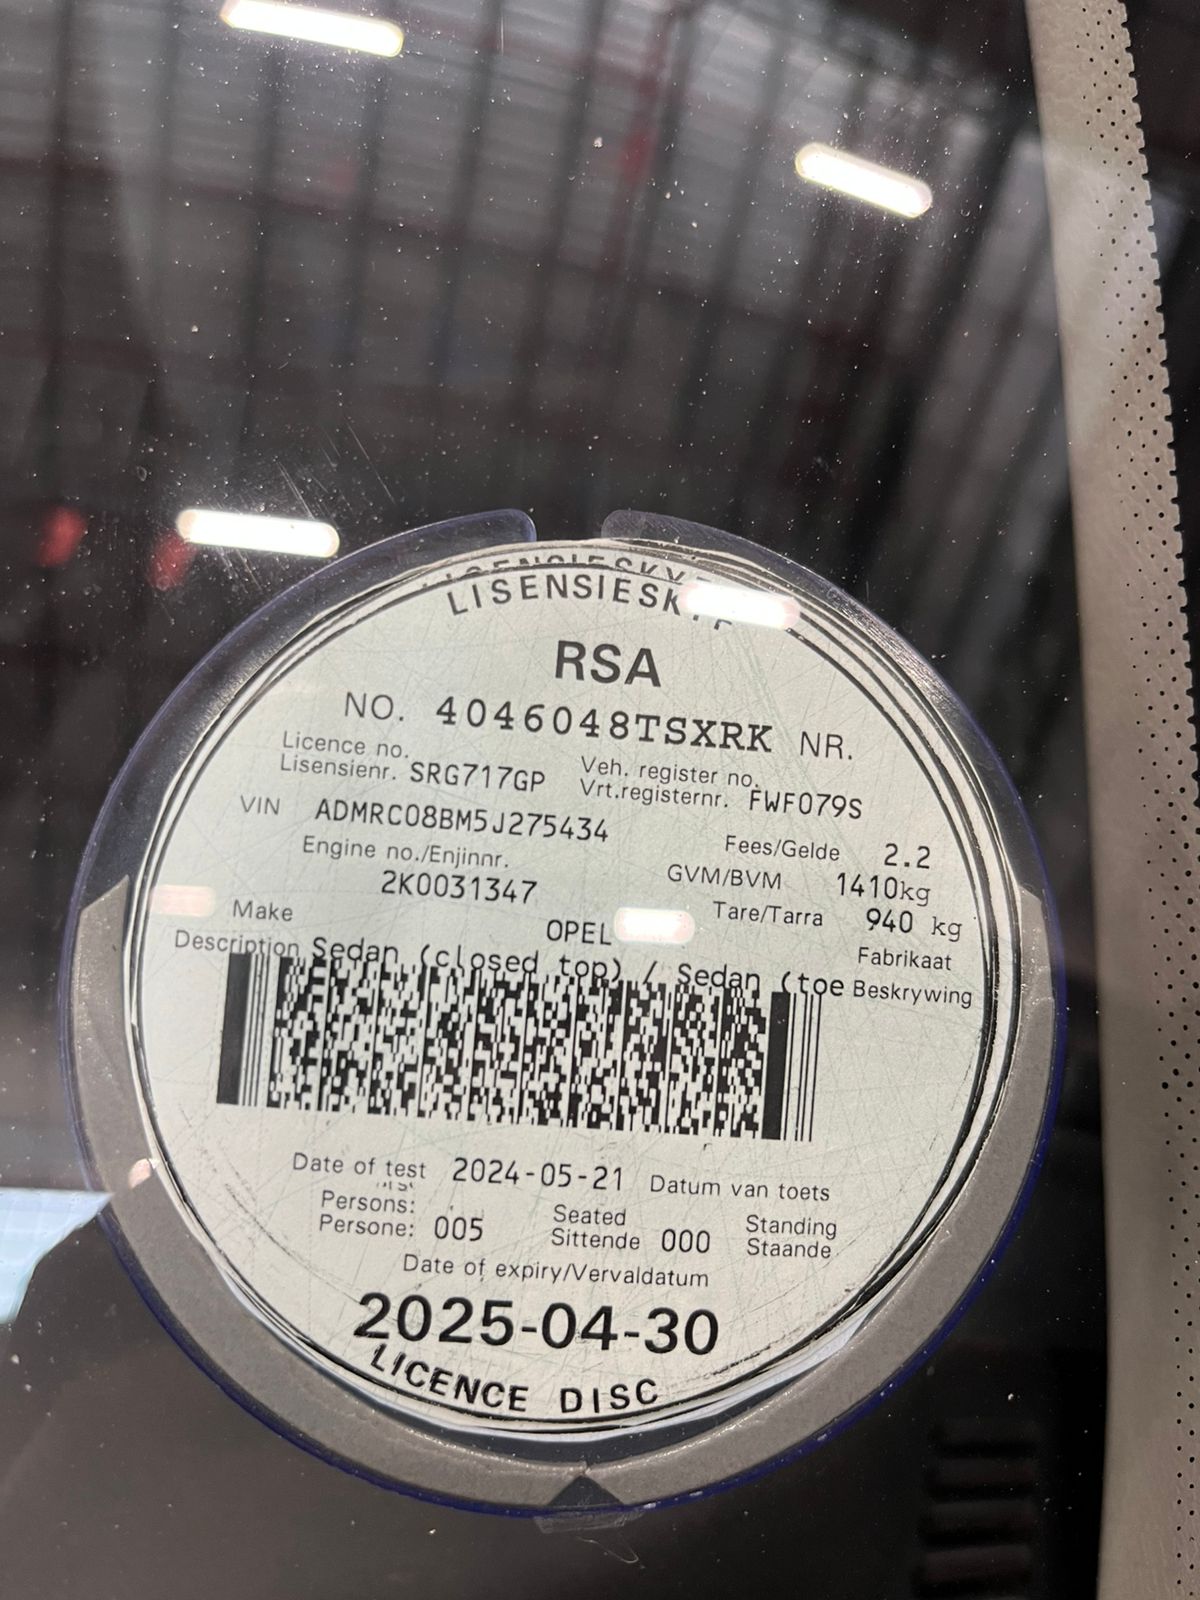 LISENSIESKYF
RSA
NO. 4046048TSXRK NR.
Licence no. Veh. register no.
Lisensienr. SRG717GP Vrt.registernr. FWF079S
VIN ADMRC08BM5J275434
Engine no./Enjinnr. Fees/Gelde 2.2
2K0031347 GVM/BVM 1410kg
Tare/Tarra 940 kg
Make OPEL Fabrikaat
Description Sedan (closed top) / Sedan (toe Beskrywing
Date of test 2024-05-21 Datum van toets
Persons: Seated Standing
Persone: 005 Sittende 000 Staande
Date of expiry/Vervaldatum
2025-04-30
LICENCE DISC